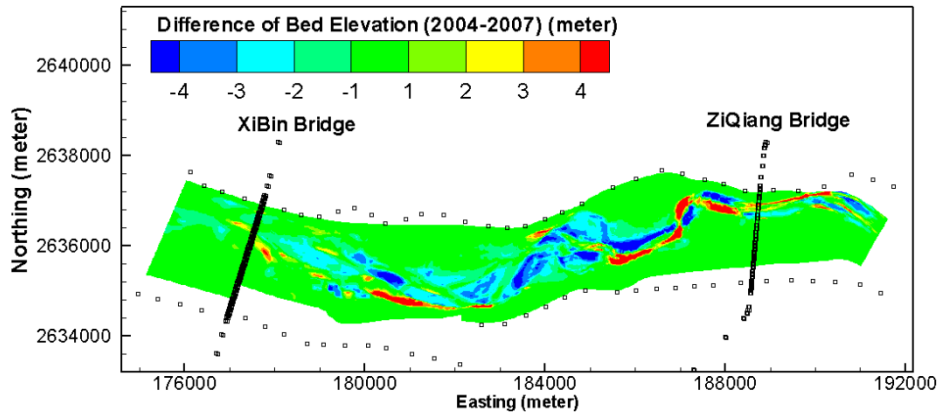 Difference of Bed Elevation (2004-2007) (meter)
-4 -3 -2 -1 1 2 3 4
XiBin Bridge
ZiQiang Bridge
Northing (meter)
2640000
2638000
2636000
2634000
176000 180000 184000 188000 192000
Easting (meter)